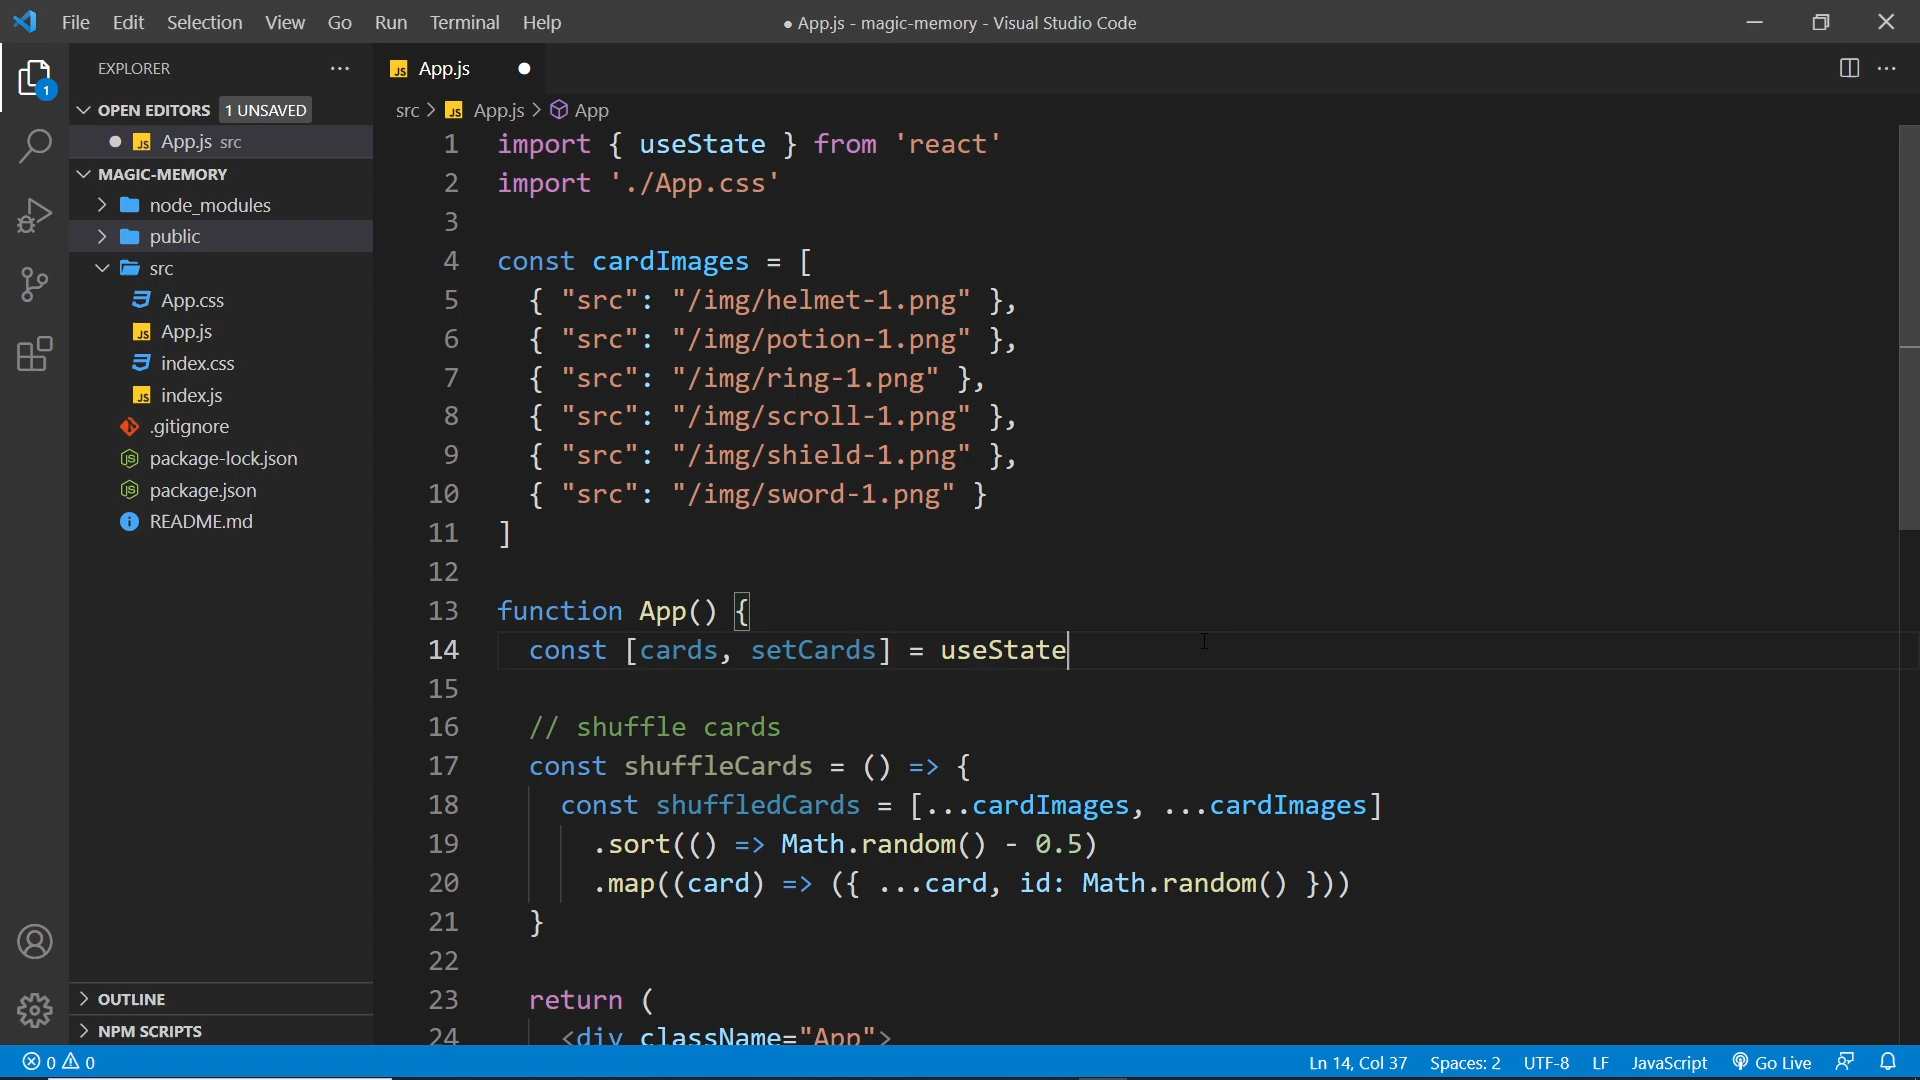 File Edit Selection View Go Run Terminal Help
● App.js - magic-memory - Visual Studio Code
EXPLORER
OPEN EDITORS 1 UNSAVED
JS App.js src
MAGIC-MEMORY
node_modules
public
src
App.css
JS App.js
index.css
JS index.js
.gitignore
package-lock.json
package.json
README.md
OUTLINE
NPM SCRIPTS
1
JS App.js ●
src > JS App.js > App
1 import { useState } from 'react'
2 import './App.css'
3
4 const cardImages = [
5 { "src": "/img/helmet-1.png" },
6 { "src": "/img/potion-1.png" },
7 { "src": "/img/ring-1.png" },
8 { "src": "/img/scroll-1.png" },
9 { "src": "/img/shield-1.png" },
10 { "src": "/img/sword-1.png" }
11 ]
12
13 function App() {
14 const [cards, setCards] = useState
15
16 // shuffle cards
17 const shuffleCards = () => {
18 const shuffledCards = [...cardImages, ...cardImages]
19 .sort(() => Math.random() - 0.5)
20 .map((card) => ({ ...card, id: Math.random() }))
21 }
22
23 return (
24 <div className="App">
0 0
Ln 14, Col 37 Spaces: 2 UTF-8 LF JavaScript Go Live